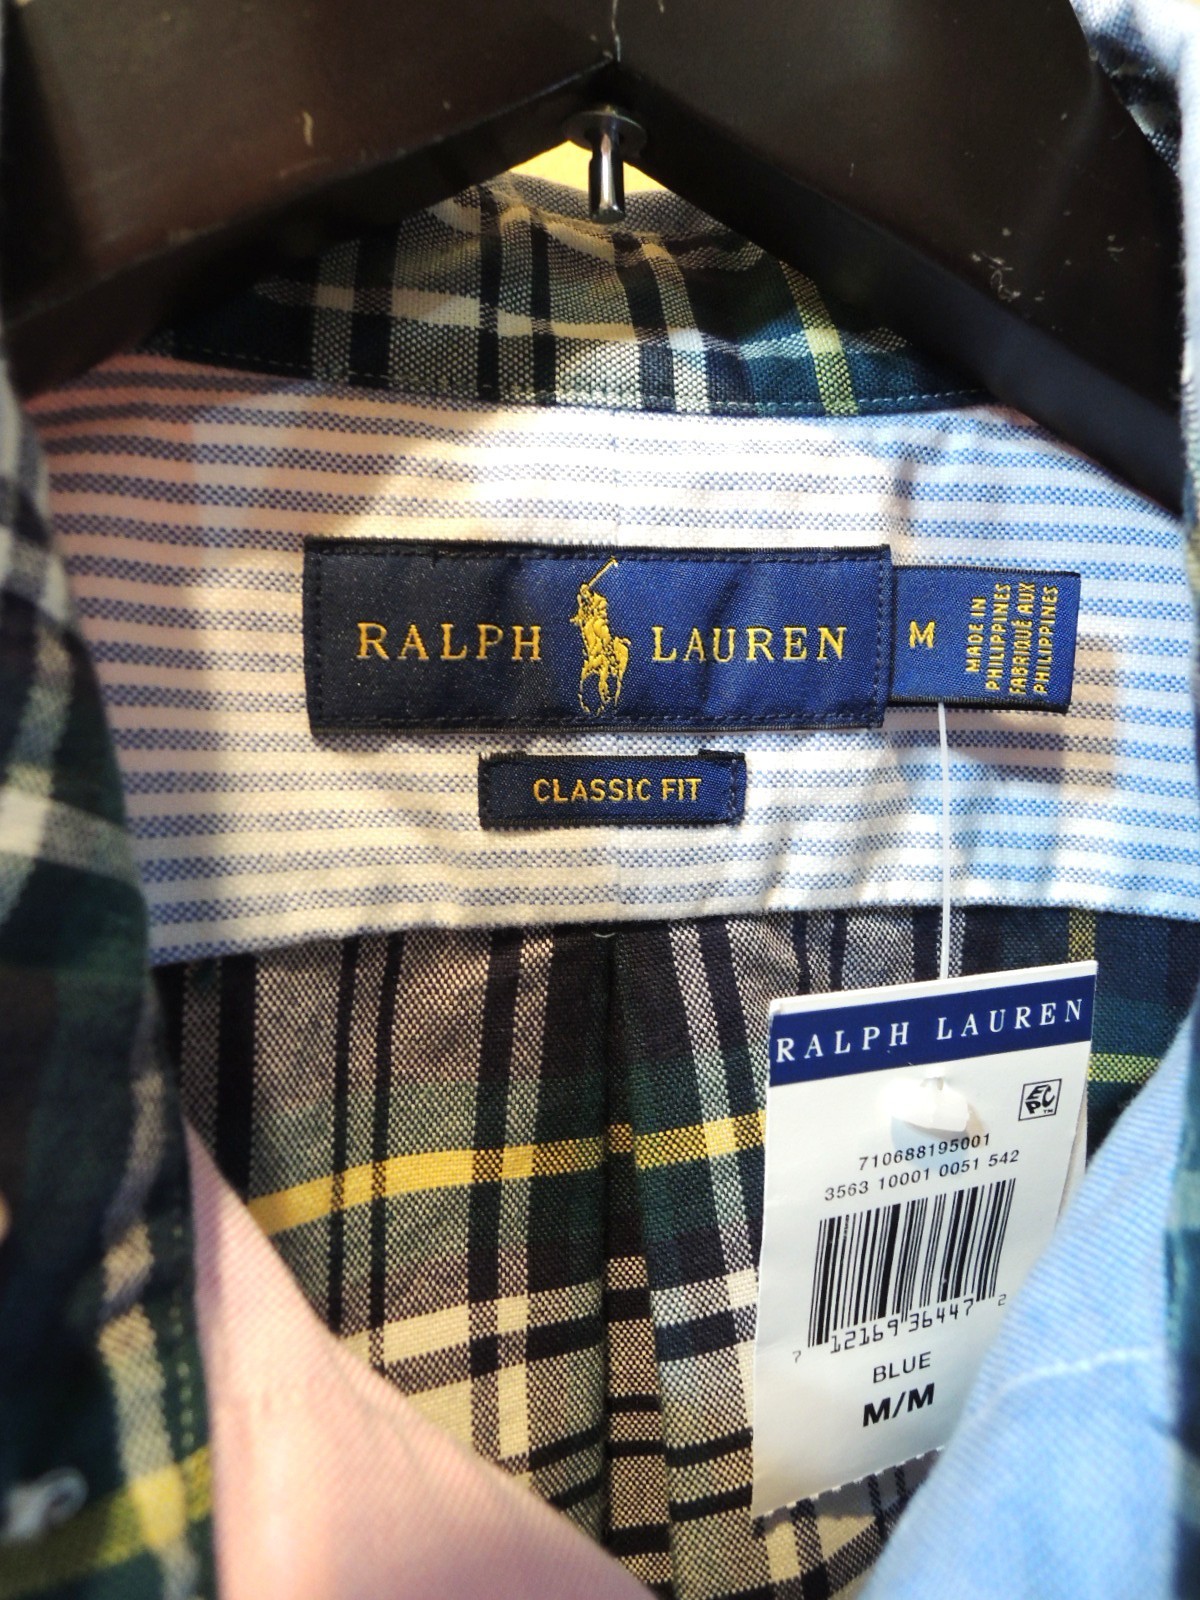 RALPH LAUREN
M
MADE IN
PHILIPPINES
FABRIQUÉ AUX
PHILIPPINES
CLASSIC FIT
RALPH LAUREN
EPC™
710688195001
3563 10001 0051 542
7 12169 36447 2
BLUE
M/M